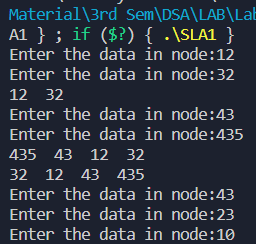 Material\3rd Sem\DSA\LAB\Lab
A1 } ; if ($?) { .\SLA1 }
Enter the data in node:12
Enter the data in node:32
12  32
Enter the data in node:43
Enter the data in node:435
435  43  12  32
32  12  43  435
Enter the data in node:43
Enter the data in node:23
Enter the data in node:10